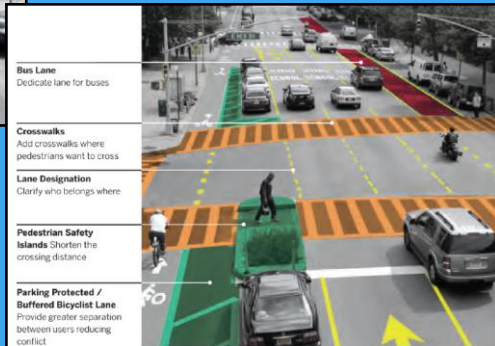 Bus Lane
Dedicate lane for buses
Crosswalks
Add crosswalks where
pedestrians want to cross
Lane Designation
Clarify who belongs where
Pedestrian Safety
Islands Shorten the
crossing distance
Parking Protected /
Buffered Bicyclist Lane
Provide greater separation
between users reducing
conflict